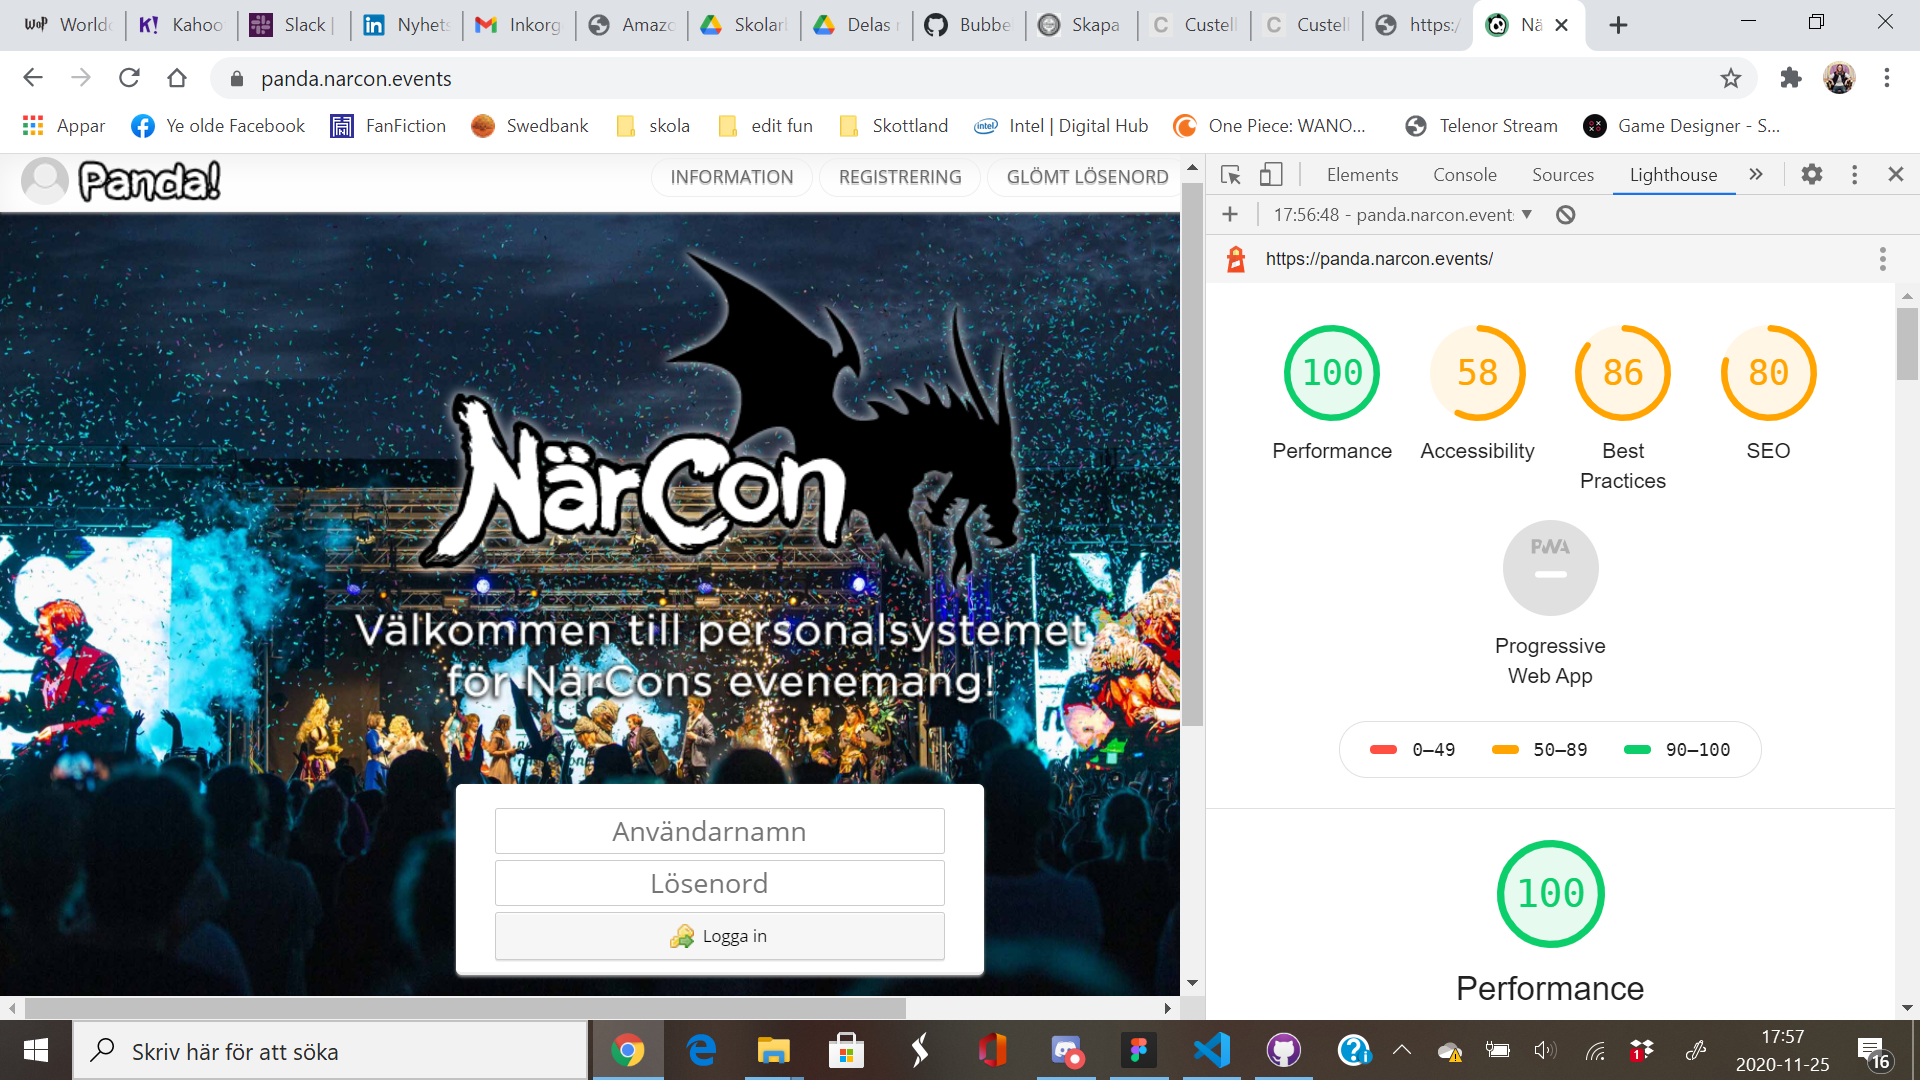 WoP World
K! Kahoo
Slack |
Nyhets
Inkorg
Amazo
Skolarb
Delas r
Bubbe
Skapa
C Custell
C Custell
https:/
Nä
panda.narcon.events
Appar
Ye olde Facebook
FanFiction
Swedbank
skola
edit fun
Skottland
intel Intel | Digital Hub
One Piece: WANO...
Telenor Stream
Game Designer - S...
Panda!
INFORMATION
REGISTRERING
GLÖMT LÖSENORD
NärCon
Välkommen till personalsystemet
för NärCons evenemang!
Användarnamn
Lösenord
Logga in
Elements
Console
Sources
Lighthouse
17:56:48 - panda.narcon.event
https://panda.narcon.events/
100
Performance
58
Accessibility
86
Best
Practices
80
SEO
PWA
Progressive
Web App
0–49
50–89
90–100
100
Performance
Skriv här för att söka
1
17:57
2020-11-25
16